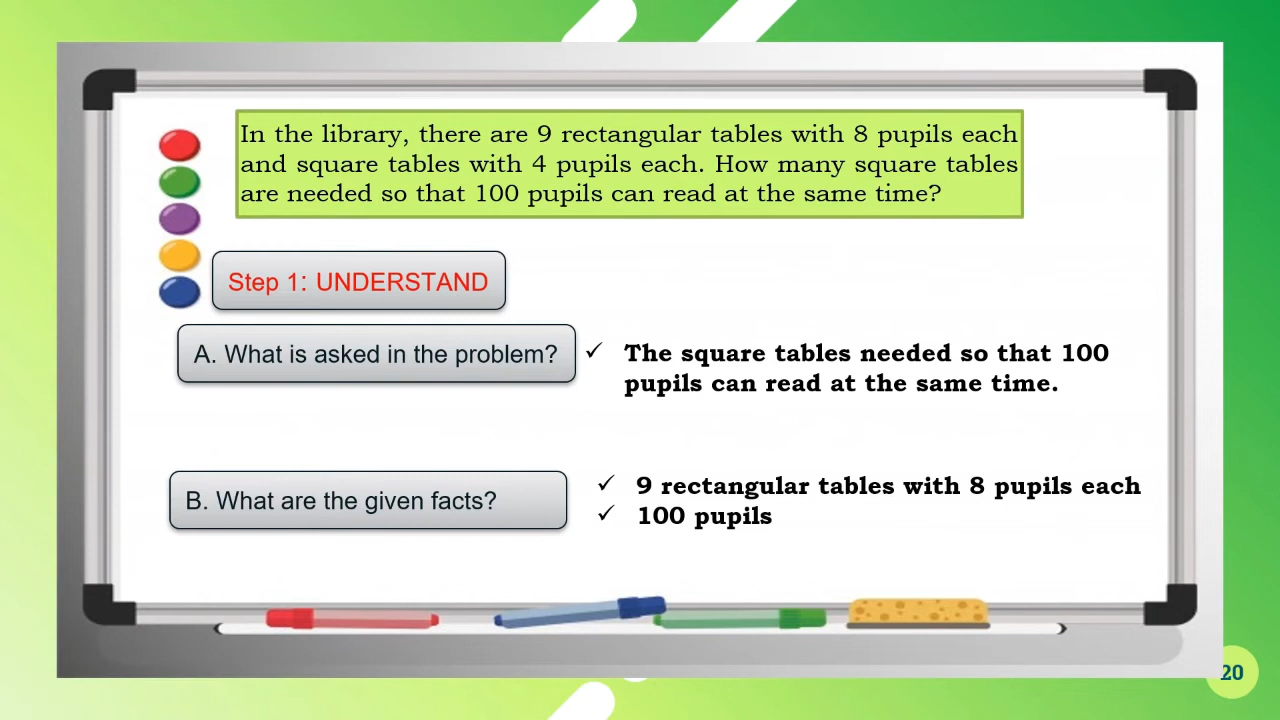 In the library, there are 9 rectangular tables with 8 pupils each
and square tables with 4 pupils each. How many square tables
are needed so that 100 pupils can read at the same time?
Step 1: UNDERSTAND
A. What is asked in the problem?
✓ The square tables needed so that 100
pupils can read at the same time.
B. What are the given facts?
✓ 9 rectangular tables with 8 pupils each
✓ 100 pupils
20